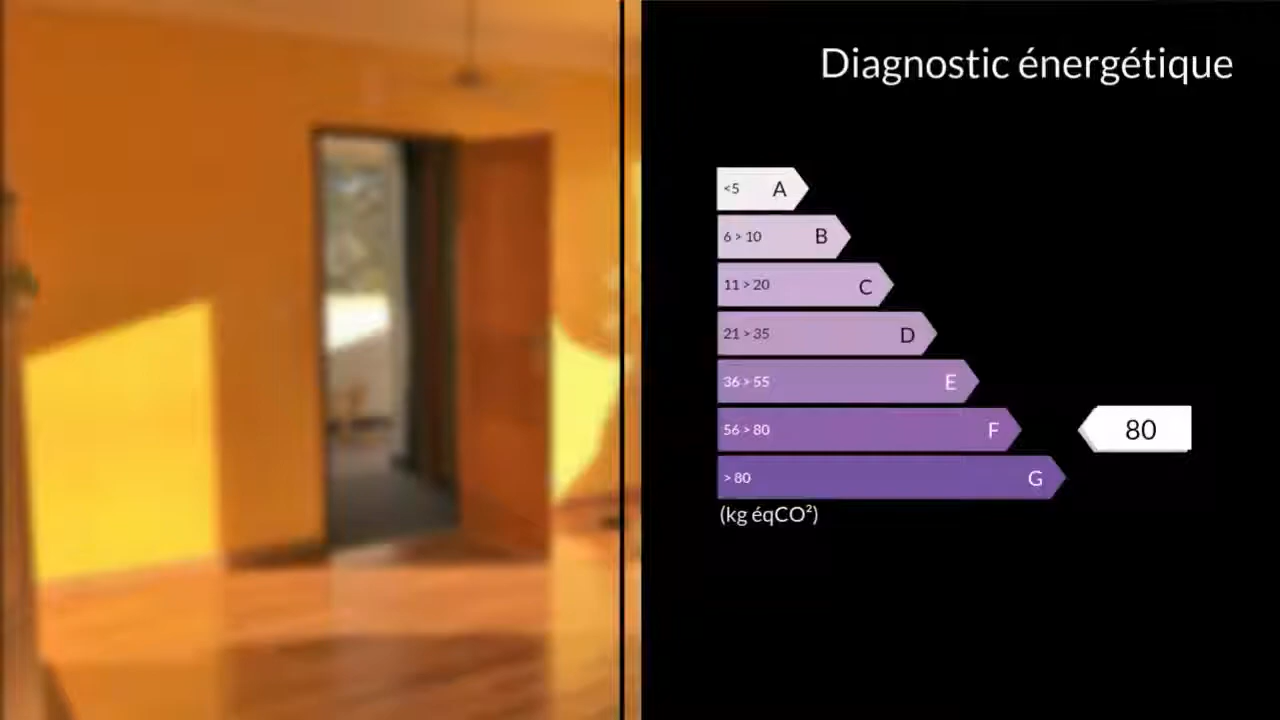 Diagnostic énergétique
<5 A
6 > 10 B
11 > 20 C
21 > 35 D
36 > 55 E
56 > 80 F 80
> 80 G
(kg éqCO²)